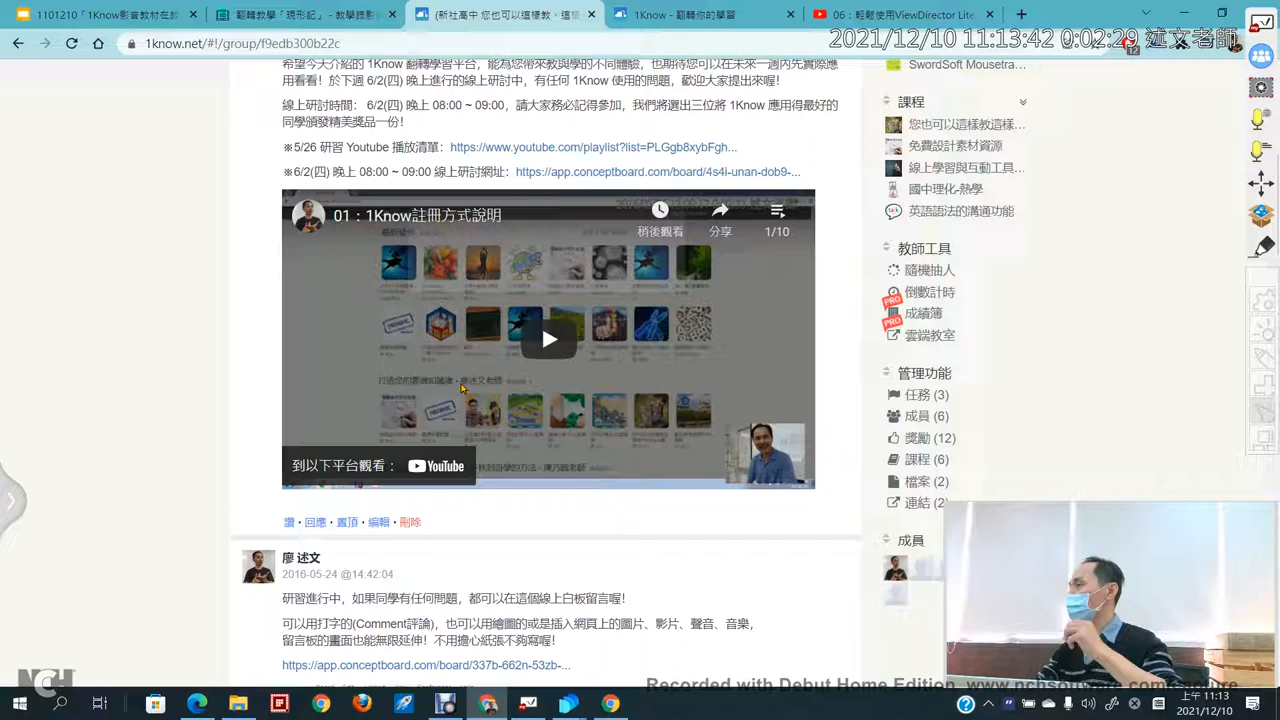 1101210「1Know影音教材在教
翻轉教學「現形記」- 教學錄影
(新社高中 您也可以這樣教，這樣
1Know - 翻轉你的學習
06：輕鬆使用ViewDirector Lite
1know.net/#!/group/f9edb300b22c
2021/12/10 11:13:42 0:02:29 述文老師
希望今天介紹的 1Know 翻轉學習平台，能為您帶來教與學的不同體驗，也期待您可以在未來一週內先實際應
用看看！於下週 6/2(四) 晚上進行的線上研討中，有任何 1Know 使用的問題，歡迎大家提出來喔！
線上研討時間： 6/2(四) 晚上 08:00 ~ 09:00，請大家務必記得參加，我們將選出三位將 1Know 應用得最好的
同學頒發精美獎品一份！
※5/26 研習 Youtube 播放清單：https://www.youtube.com/playlist?list=PLGgb8xybFgh...
※6/2(四) 晚上 08:00 ~ 09:00 線上研討網址：https://app.conceptboard.com/board/4s4i-unan-dob9-...
01：1Know註冊方式說明
稍後觀看
分享
1/10
到以下平台觀看：
YouTube
讚・回應・置頂・編輯・刪除
廖 述文
2016-05-24 @14:42:04
研習進行中，如果同學有任何問題，都可以在這個線上白板留言喔！
可以用打字的(Comment評論)，也可以用繪圖的或是插入網頁上的圖片、影片、聲音、音樂，
留言板的畫面也能無限延伸！不用擔心紙張不夠寫喔！
https://app.conceptboard.com/board/337b-662n-53zb-...
SwordSoft Mousetra...
課程
您也可以這樣教這樣...
免費設計素材資源
線上學習與互動工具...
國中理化-熱學
英語語法的溝通功能
教師工具
隨機抽人
倒數計時
PRO
成績簿
PRO
雲端教室
管理功能
任務 (3)
成員 (6)
獎勵 (12)
課程 (6)
檔案 (2)
連結 (2
成員
NCH
Recorded with Debut Home Edition
上午 11:13
2021/12/10